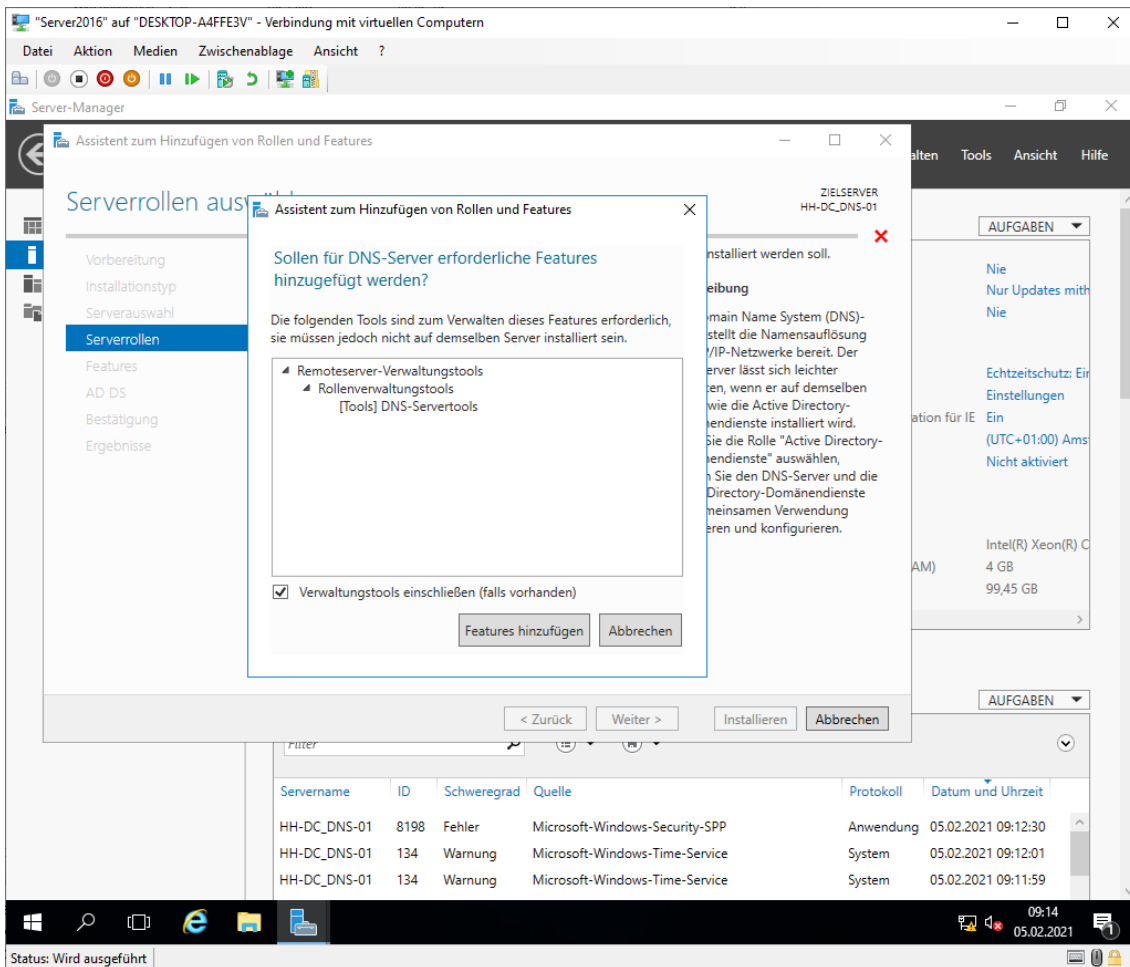 "Server2016" auf "DESKTOP-A4FFE3V" - Verbindung mit virtuellen Computern
Datei Aktion Medien Zwischenablage Ansicht ?
Server-Manager
alten Tools Ansicht Hilfe
Assistent zum Hinzufügen von Rollen und Features
Serverrollen
ZIELSERVER
HH-DC_DNS-01
Vorbereitung
Installationstyp
Serverauswahl
Serverrollen
Features
AD DS
Bestätigung
Ergebnisse
Assistent zum Hinzufügen von Rollen und Features
Sollen für DNS-Server erforderliche Features
hinzugefügt werden?
Die folgenden Tools sind zum Verwalten dieses Features erforderlich,
sie müssen jedoch nicht auf demselben Server installiert sein.
Remoteserver-Verwaltungstools
Rollenverwaltungstools
[Tools] DNS-Servertools
Verwaltungstools einschließen (falls vorhanden)
Features hinzufügen Abbrechen
nstalliert werden soll.
eibung
main Name System (DNS)-
stellt die Namensauflösung
/IP-Netzwerke bereit. Der
erver lässt sich leichter
ten, wenn er auf demselben
wie die Active Directory-
endienste installiert wird.
Sie die Rolle "Active Directory-
nendienste" auswählen,
Sie den DNS-Server und die
Directory-Domänendienste
meinsamen Verwendung
eren und konfigurieren.
< Zurück Weiter > Installieren Abbrechen
AUFGABEN
Nie
Nur Updates mith
Nie
Echtzeitschutz: Ein
Einstellungen
ation für IE Ein
(UTC+01:00) Ams
Nicht aktiviert
Intel(R) Xeon(R) C
AM) 4 GB
99,45 GB
AUFGABEN
Filter
Servername ID Schweregrad Quelle Protokoll Datum und Uhrzeit
HH-DC_DNS-01 8198 Fehler Microsoft-Windows-Security-SPP Anwendung 05.02.2021 09:12:30
HH-DC_DNS-01 134 Warnung Microsoft-Windows-Time-Service System 05.02.2021 09:12:01
HH-DC_DNS-01 134 Warnung Microsoft-Windows-Time-Service System 05.02.2021 09:11:59
09:14
05.02.2021
1
Status: Wird ausgeführt